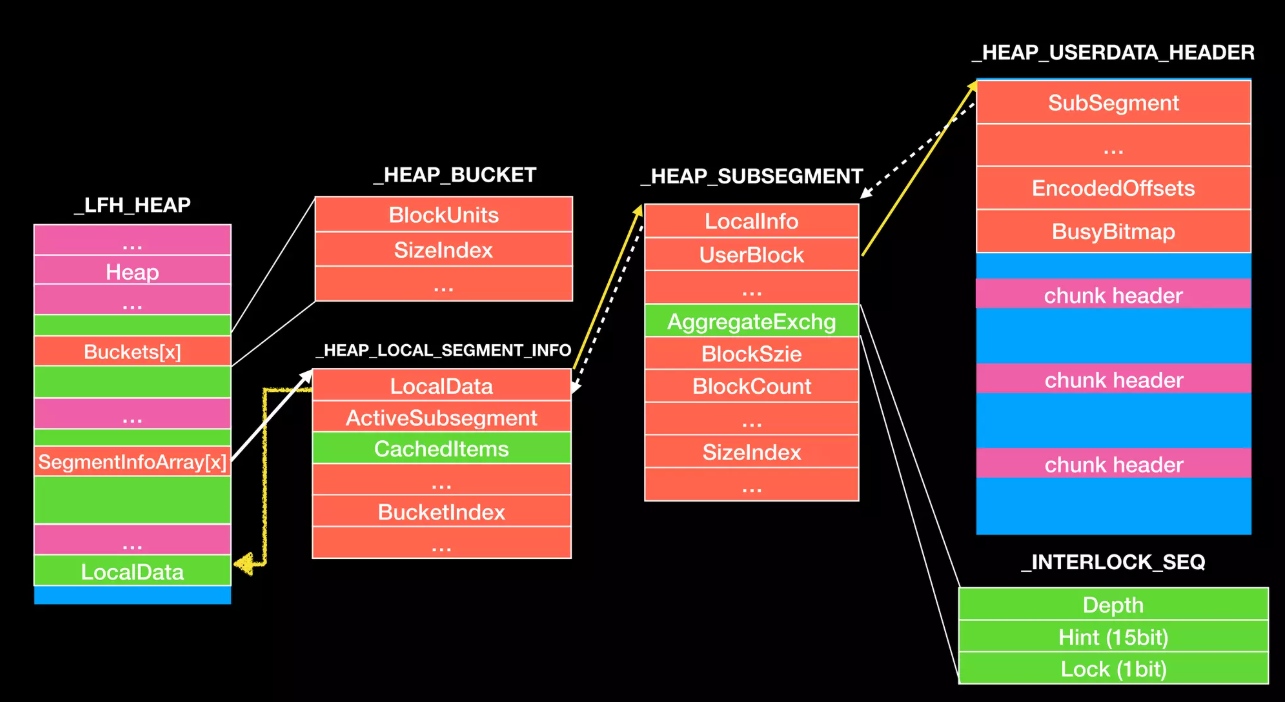 _LFH_HEAP
...
Heap
...
Buckets[x]
...
SegmentInfoArray[x]
...
LocalData
_HEAP_BUCKET
BlockUnits
SizeIndex
...
_HEAP_LOCAL_SEGMENT_INFO
LocalData
ActiveSubsegment
CachedItems
...
BucketIndex
...
_HEAP_SUBSEGMENT
LocalInfo
UserBlock
...
AggregateExchg
BlockSzie
BlockCount
...
SizeIndex
...
_HEAP_USERDATA_HEADER
SubSegment
...
EncodedOffsets
BusyBitmap
chunk header
chunk header
chunk header
_INTERLOCK_SEQ
Depth
Hint (15bit)
Lock (1bit)